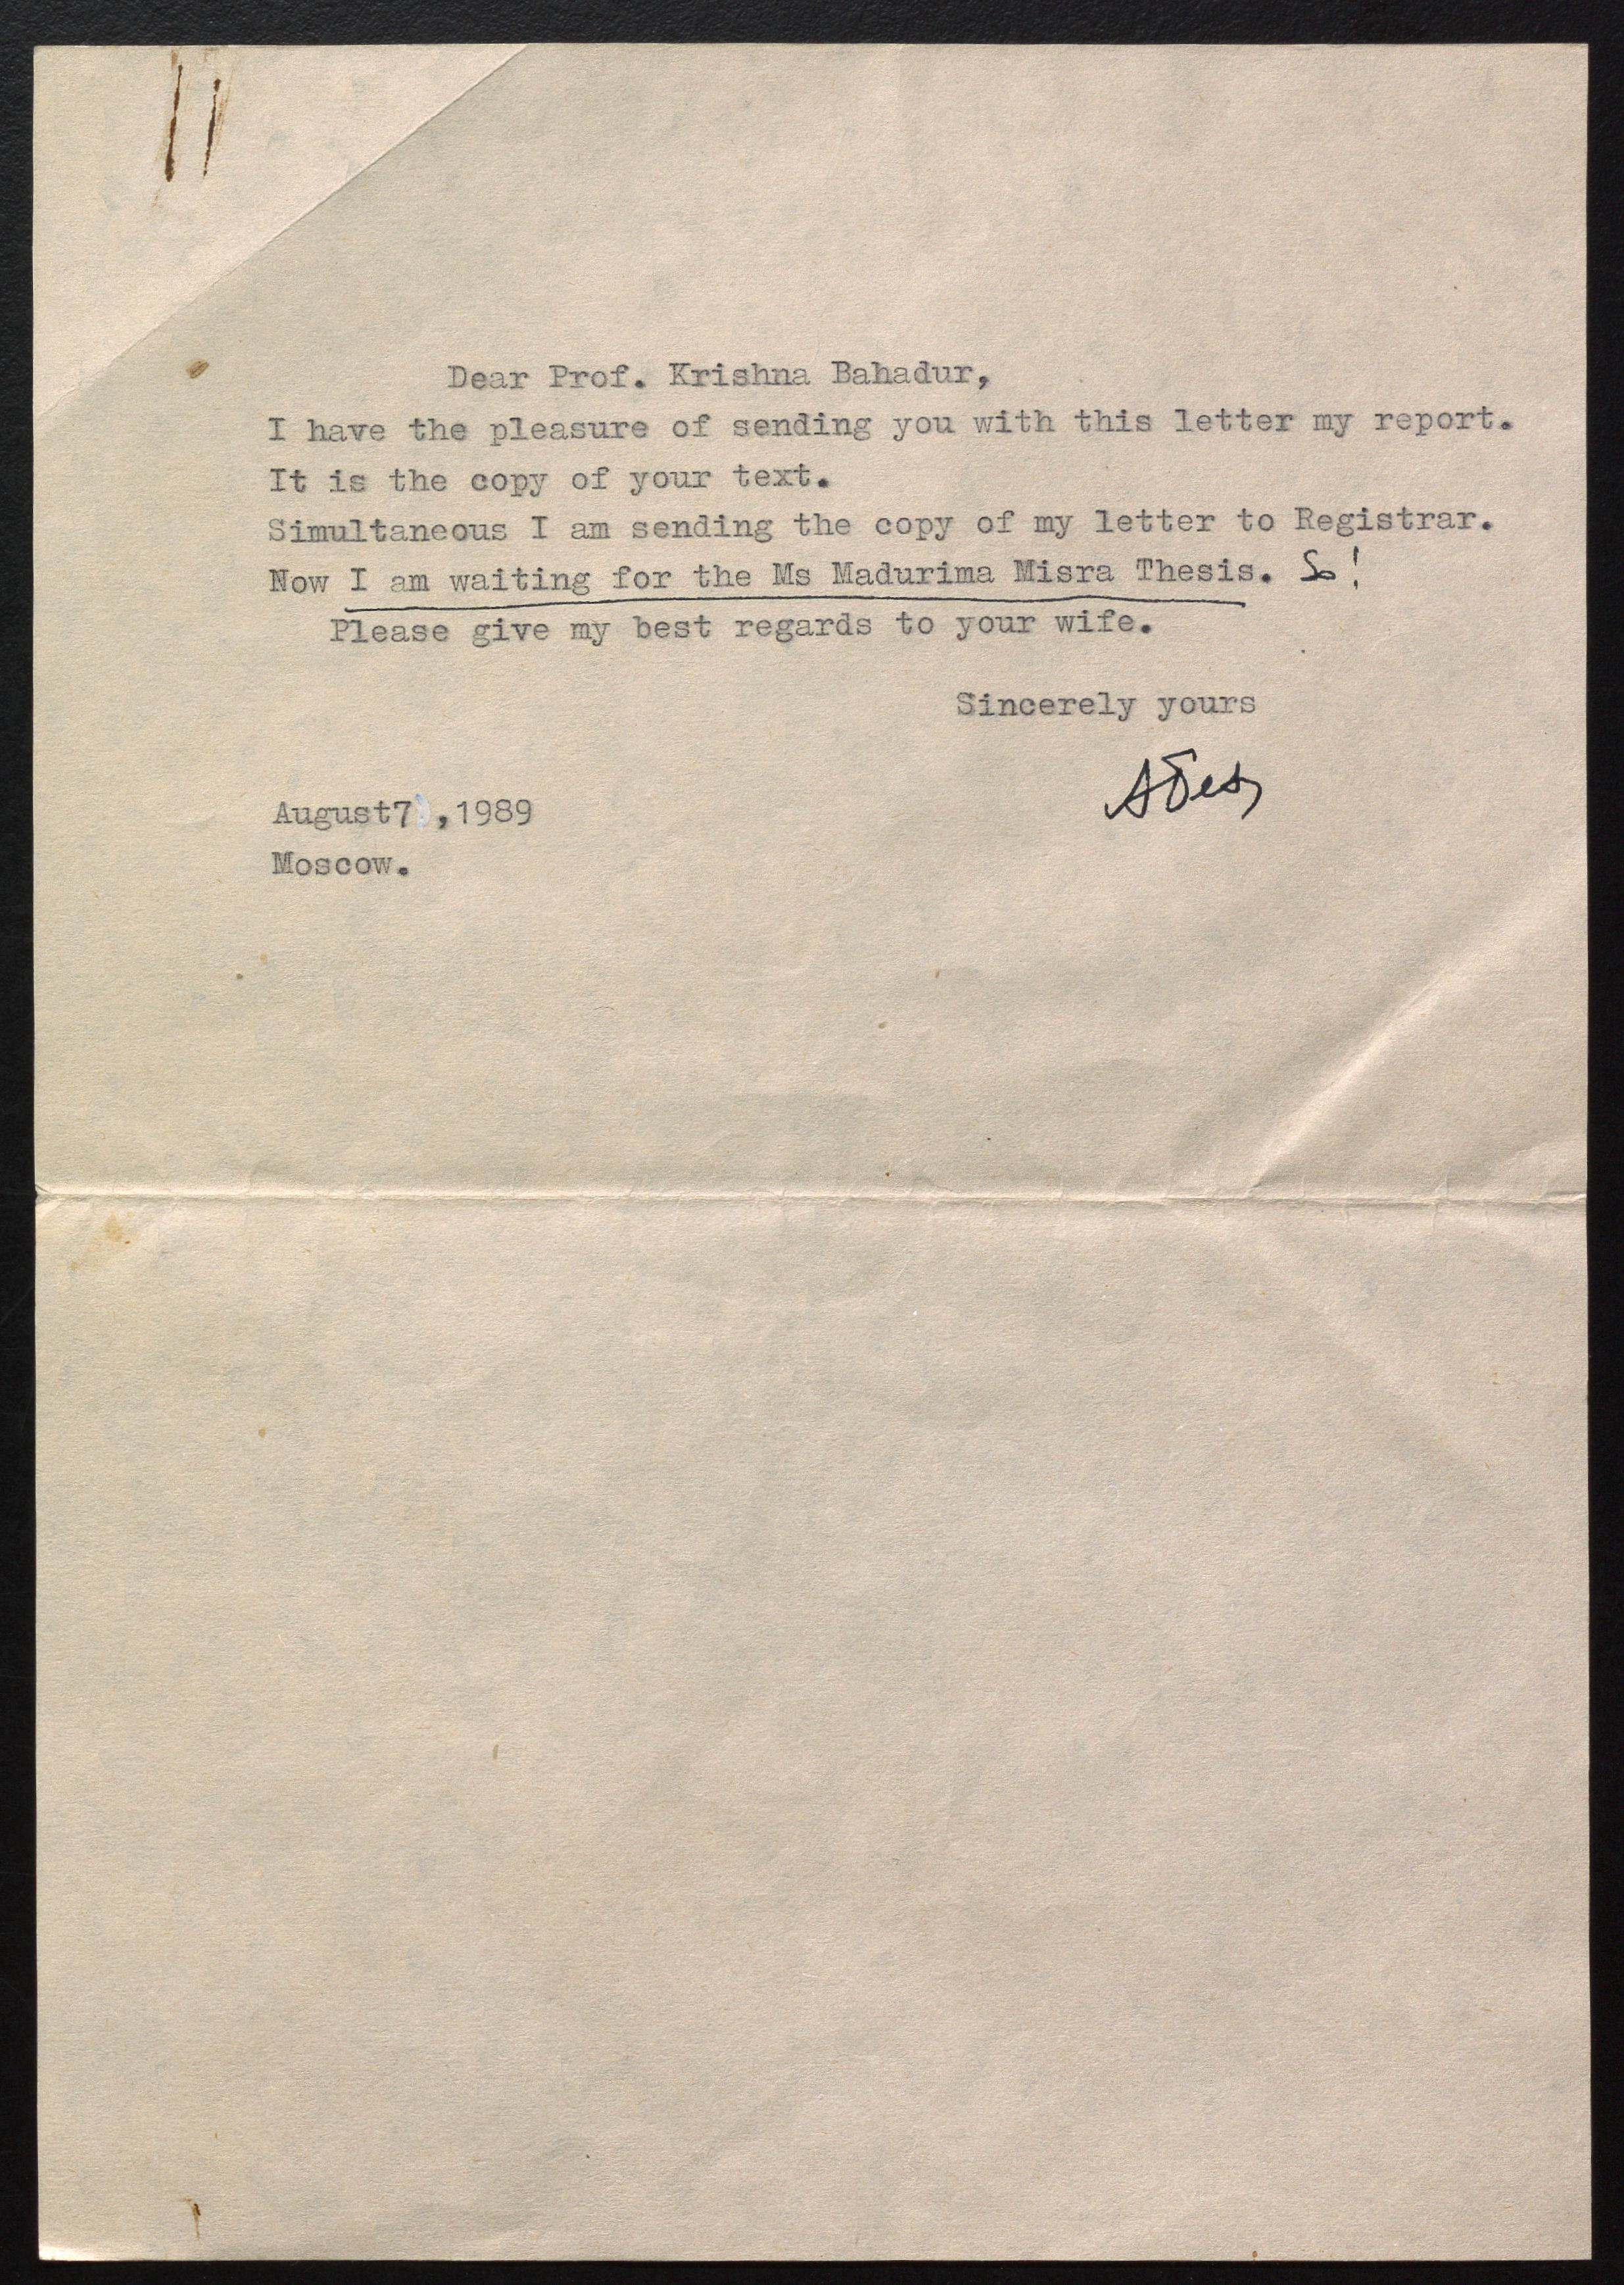 Dear Prof. Krishna Bahadur,
I have the pleasure of sending you with this letter my report.
It is the copy of your text.
Simultaneous I am sending the copy of my letter to Registrar.
Now I am waiting for the Ms Madurima Misra Thesis. So!
Please give my best regards to your wife.
Sincerely yours
August7 ,1989
Moscow.